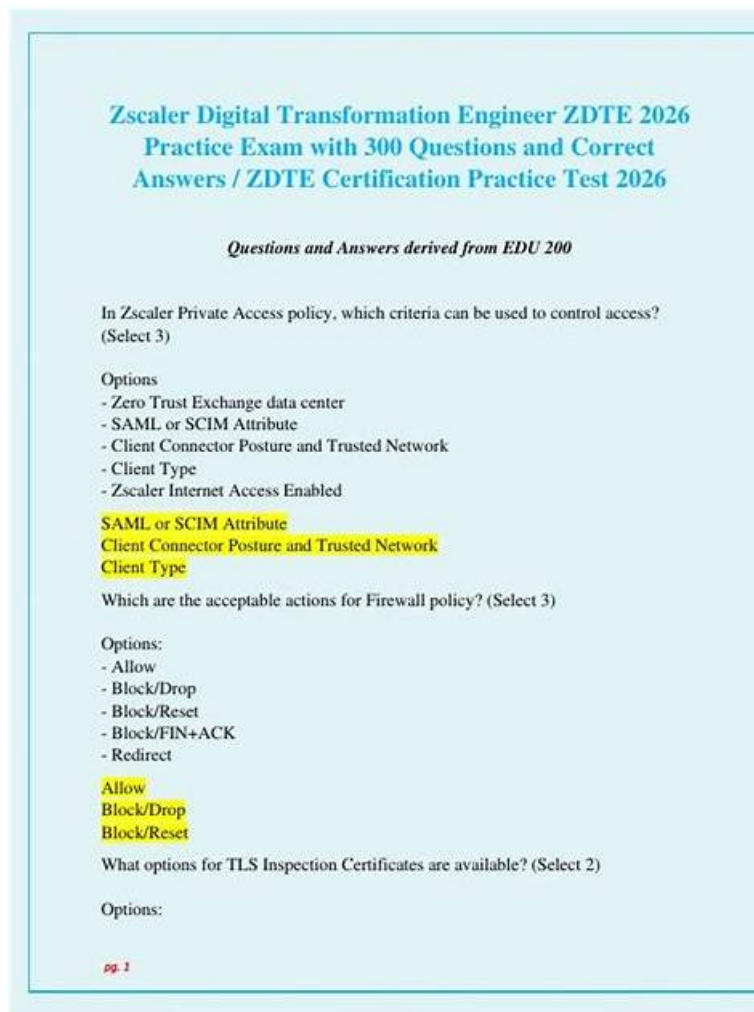 Zscaler Digital Transformation Engineer ZDTE 2026
Practice Exam with 300 Questions and Correct
Answers / ZDTE Certification Practice Test 2026
Questions and Answers derived from EDU 200
In Zscaler Private Access policy, which criteria can be used to control access?
(Select 3)
Options
- Zero Trust Exchange data center
- SAML or SCIM Attribute
- Client Connector Posture and Trusted Network
- Client Type
- Zscaler Internet Access Enabled
SAML or SCIM Attribute
Client Connector Posture and Trusted Network
Client Type
Which are the acceptable actions for Firewall policy? (Select 3)
Options:
- Allow
- Block/Drop
- Block/Reset
- Block/FIN+ACK
- Redirect
Allow
Block/Drop
Block/Reset
What options for TLS Inspection Certificates are available? (Select 2)
Options:
pg. 1